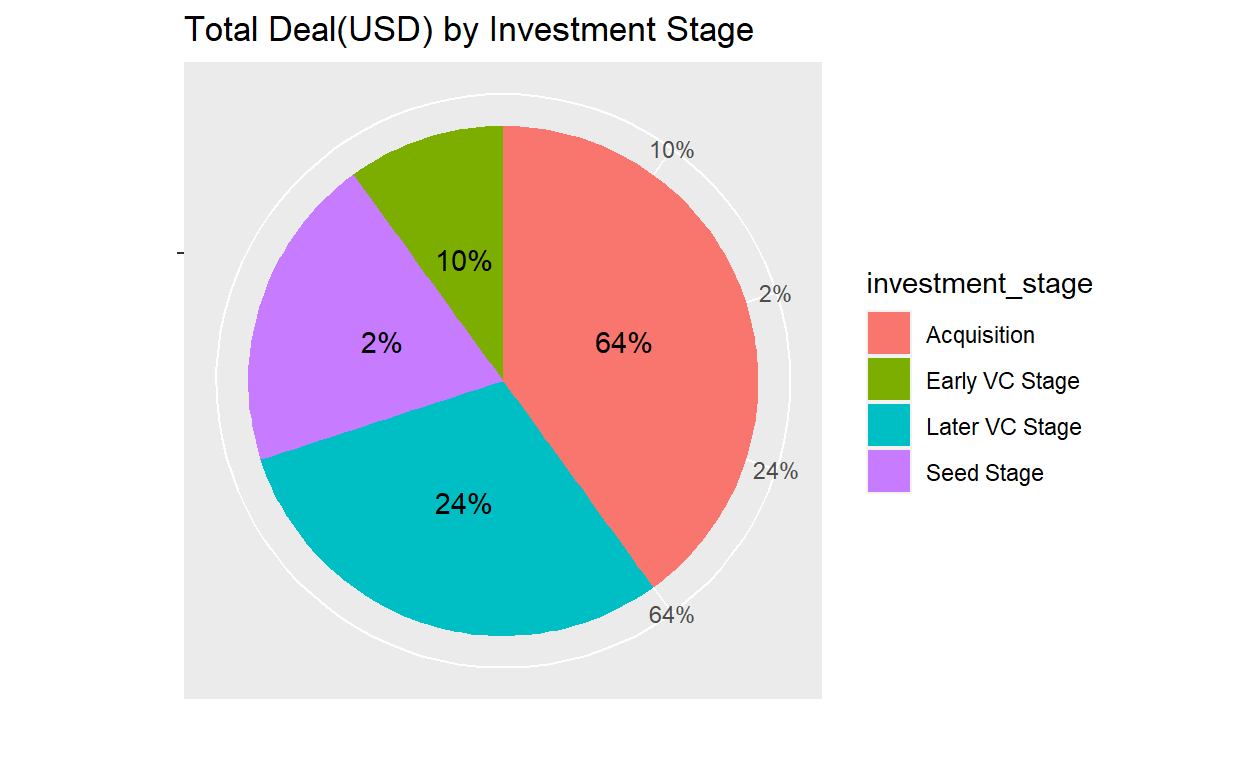 Total Deal(USD) by Investment Stage
10%
10%
2%
2%
64%
24%
24%
64%
investment_stage
Acquisition
Early VC Stage
Later VC Stage
Seed Stage